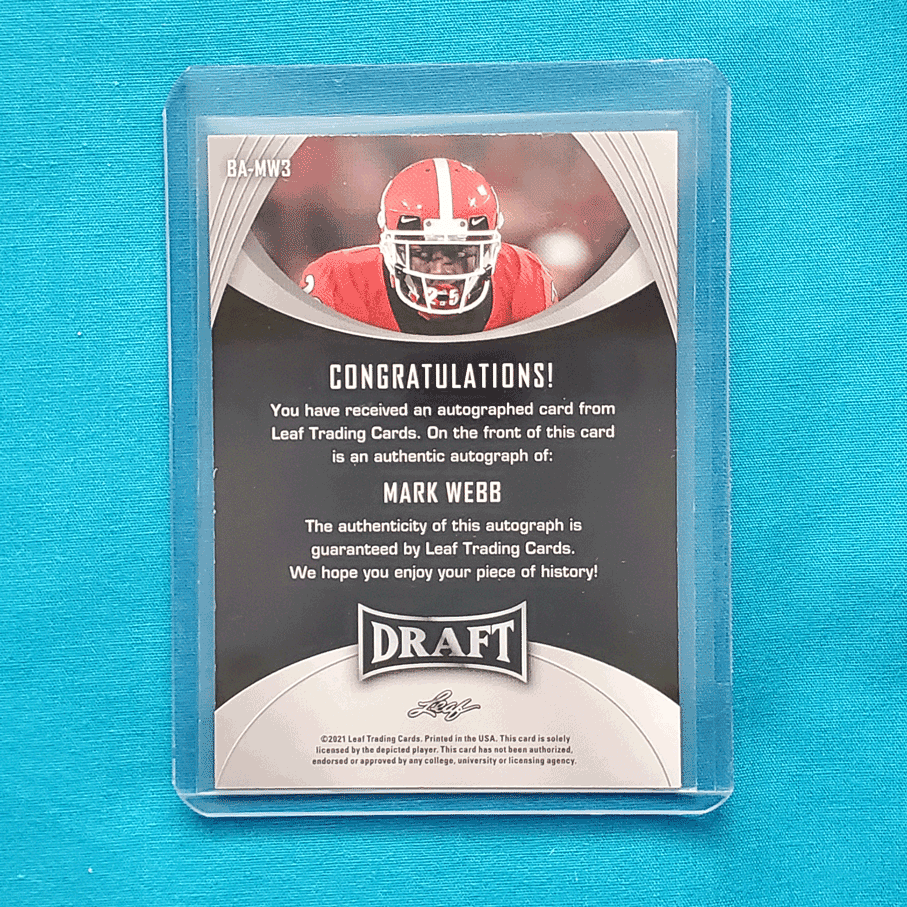 BA-MW3
2
2.5
CONGRATULATIONS!
You have received an autographed card from
Leaf Trading Cards. On the front of this card
is an authentic autograph of:
MARK WEBB
The authenticity of this autograph is
guaranteed by Leaf Trading Cards.
We hope you enjoy your piece of history!
DRAFT
Leaf
©2021 Leaf Trading Cards. Printed in the USA. This card is solely
licensed by the depicted player. This card has not been authorized,
endorsed or approved by any college, university or licensing agency.